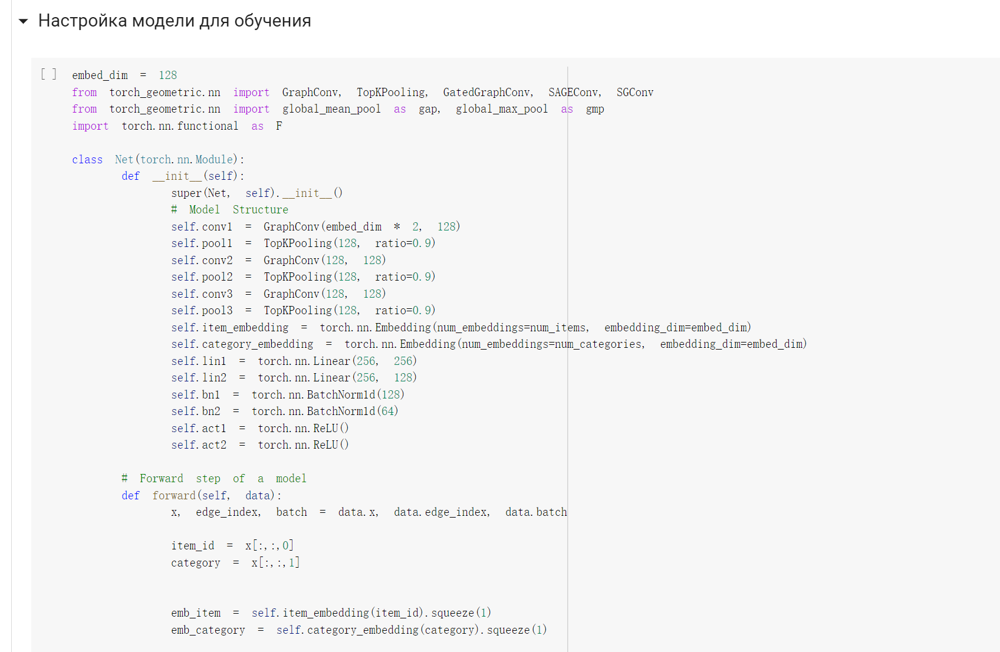 Настройка модели для обучения
[ ] embed_dim = 128
from torch_geometric.nn import GraphConv, TopKPooling, GatedGraphConv, SAGEConv, SGConv
from torch_geometric.nn import global_mean_pool as gap, global_max_pool as gmp
import torch.nn.functional as F
class Net(torch.nn.Module):
def __init__(self):
super(Net, self).__init__()
# Model Structure
self.conv1 = GraphConv(embed_dim * 2, 128)
self.pool1 = TopKPooling(128, ratio=0.9)
self.conv2 = GraphConv(128, 128)
self.pool2 = TopKPooling(128, ratio=0.9)
self.conv3 = GraphConv(128, 128)
self.pool3 = TopKPooling(128, ratio=0.9)
self.item_embedding = torch.nn.Embedding(num_embeddings=num_items, embedding_dim=embed_dim)
self.category_embedding = torch.nn.Embedding(num_embeddings=num_categories, embedding_dim=embed_dim)
self.lin1 = torch.nn.Linear(256, 256)
self.lin2 = torch.nn.Linear(256, 128)
self.bn1 = torch.nn.BatchNorm1d(128)
self.bn2 = torch.nn.BatchNorm1d(64)
self.act1 = torch.nn.ReLU()
self.act2 = torch.nn.ReLU()
# Forward step of a model
def forward(self, data):
x, edge_index, batch = data.x, data.edge_index, data.batch
item_id = x[:,:,0]
category = x[:,:,1]
emb_item = self.item_embedding(item_id).squeeze(1)
emb_category = self.category_embedding(category).squeeze(1)